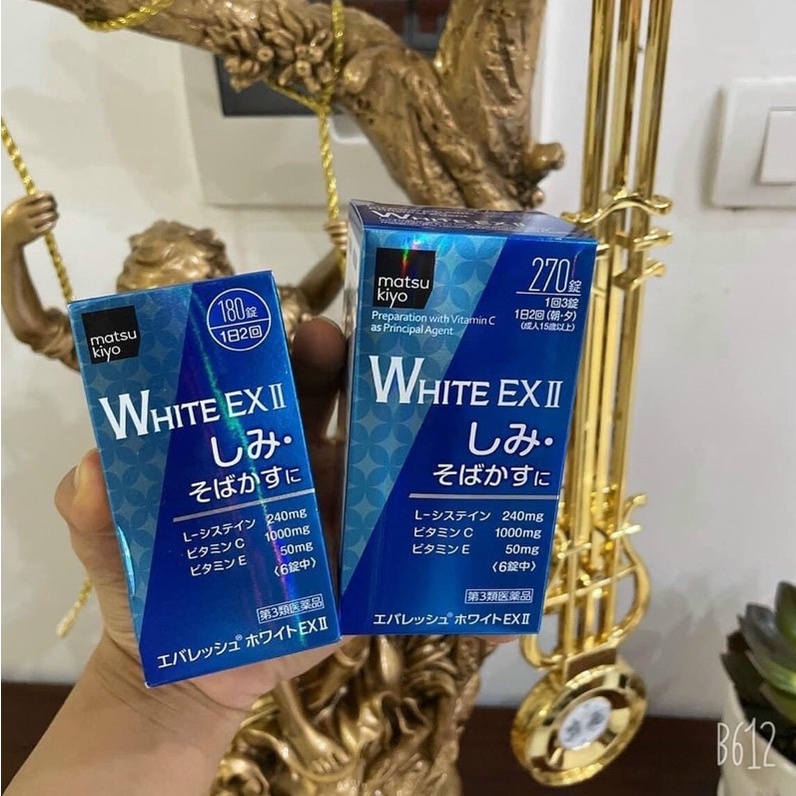 180錠
1日2回
matsu
kiyo
WHITE EX II
しみ・
そばかすに
L-システイン 240mg
ビタミン C 1000mg
ビタミン E 50mg
〈6錠中〉
第3類医薬品
エバレッシュ® ホワイトEX II
WHITE EX II
matsu
kiyo
270錠
1回3錠
1日2回(朝・夕)
(成人15歳以上)
Preparation with Vitamin C
as Principal Agent
WHITE EX II
しみ・
そばかすに
L-システイン 240mg
ビタミン C 1000mg
ビタミン E 50mg
〈6錠中〉
第3類医薬品
エバレッシュ® ホワイトEX II
B612